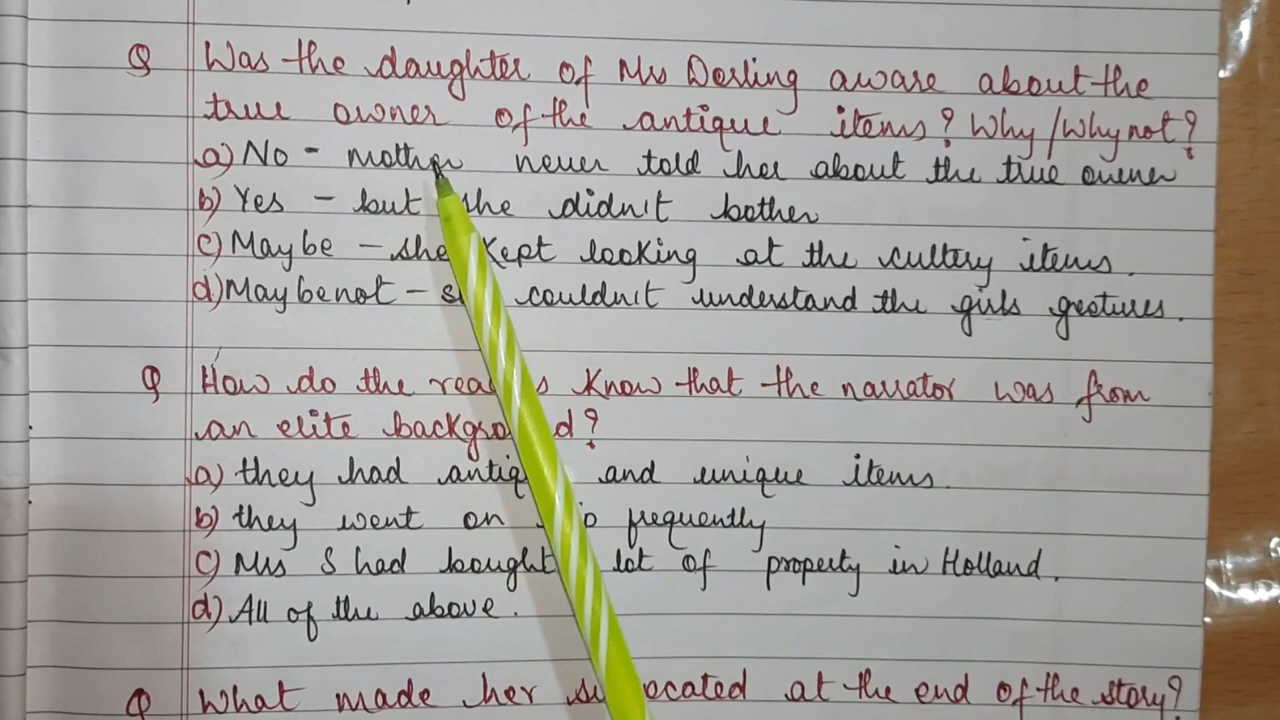 Q Was the daughter of Mrs Dorling aware about the
true owner of the antique items? Why/Why not?
a) No - mother never told her about the true owner
b) Yes - but she didn't bother
c) Maybe - she kept looking at the cultery items.
d) Maybe not - couldn't understand the girls gestures.
Q How do the know that the narrator was from
an elite
a) they had and unique items.
b) they went on frequently
c) Mrs S had bought lot of property in Holland.
d) All of the above.
Q What made her at the end of the story?